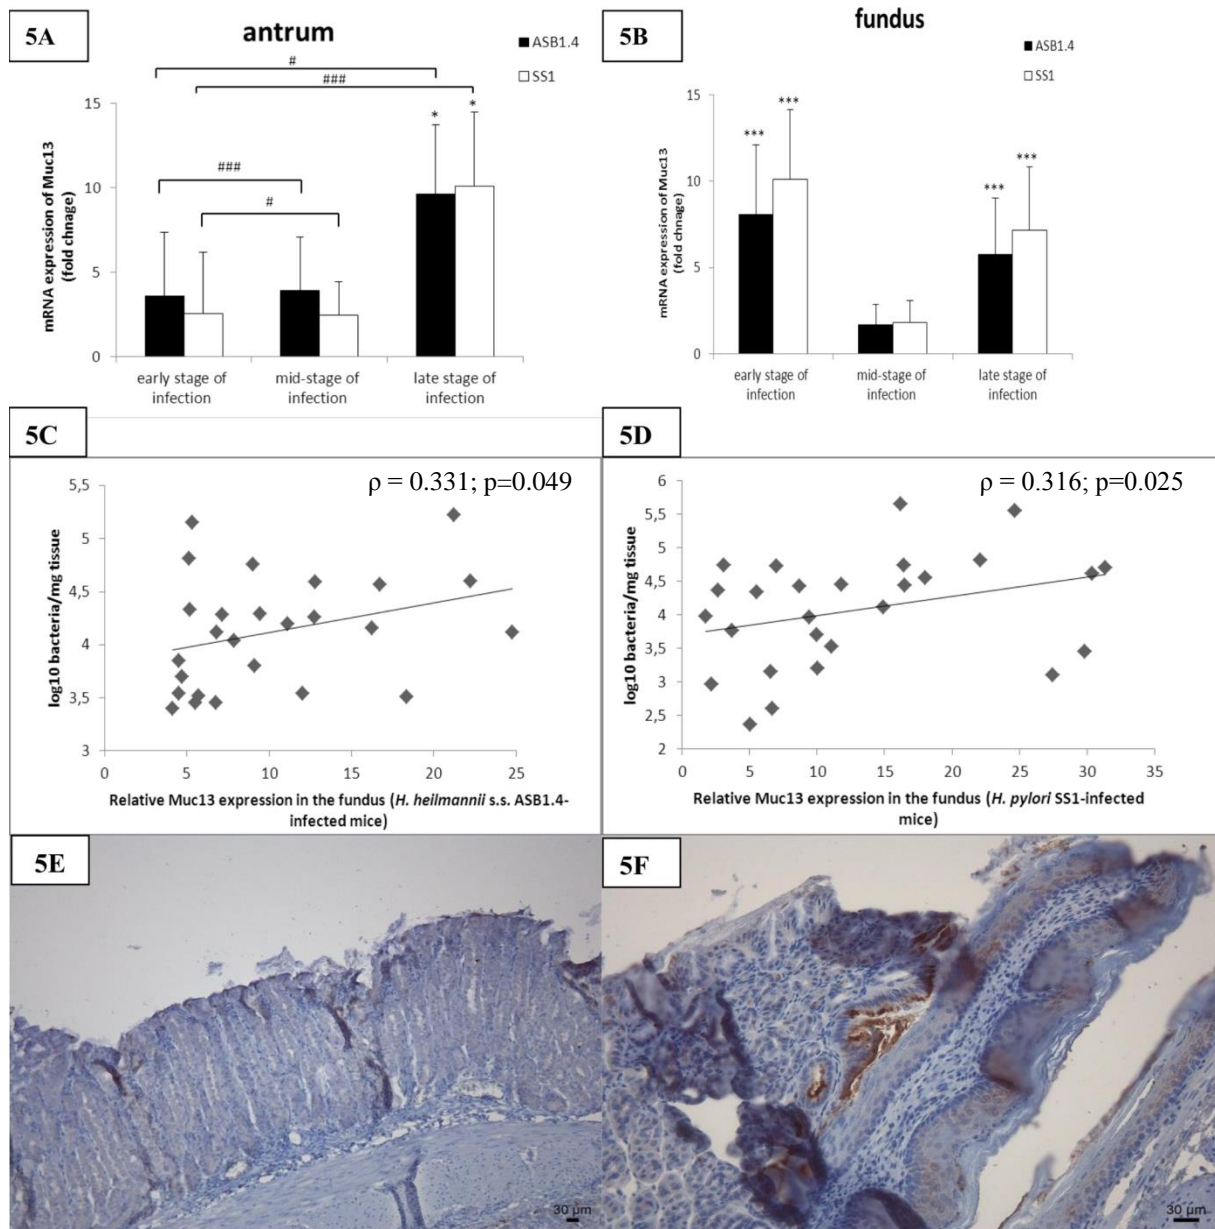 5A
antrum
ASB1.4
SS1
#
###
###
#
*
*
15
10
5
0
mRNA expression of Muc13
(fold chnage)
early stage of
infection
mid-stage of
infection
late stage of
infection
5B
fundus
ASB1.4
SS1
***
***
***
***
15
10
5
0
mRNA expression of Muc13
(fold chnage)
early stage of
infection
mid-stage of
infection
late stage of
infection
5C
ρ = 0.331; p=0.049
5,5
5
4,5
4
3,5
3
log10 bacteria/mg tissue
0 5 10 15 20 25
Relative Muc13 expression in the fundus (H. heilmannii s.s. ASB1.4-
infected mice)
5D
ρ = 0.316; p=0.025
6
5,5
5
4,5
4
3,5
3
2,5
2
log10 bacteria/mg tissue
0 5 10 15 20 25 30 35
Relative Muc13 expression in the fundus (H. pylori SS1-infected
mice)
5E
30 µm
5F
30 µm